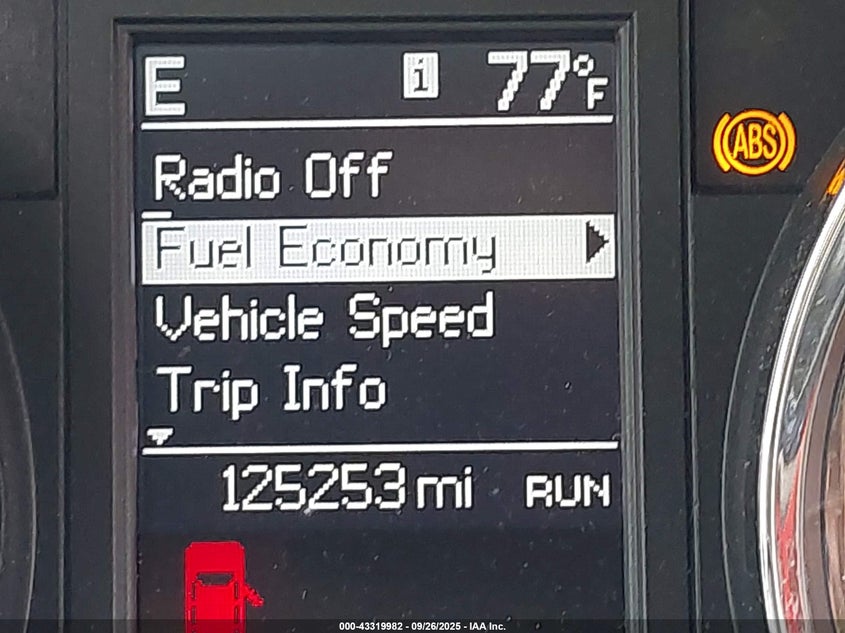 E i 77°F
ABS
Radio Off
Fuel Economy
Vehicle Speed
Trip Info
125253 mi RUN
000-43319982 - 09/26/2025 - IAA Inc.